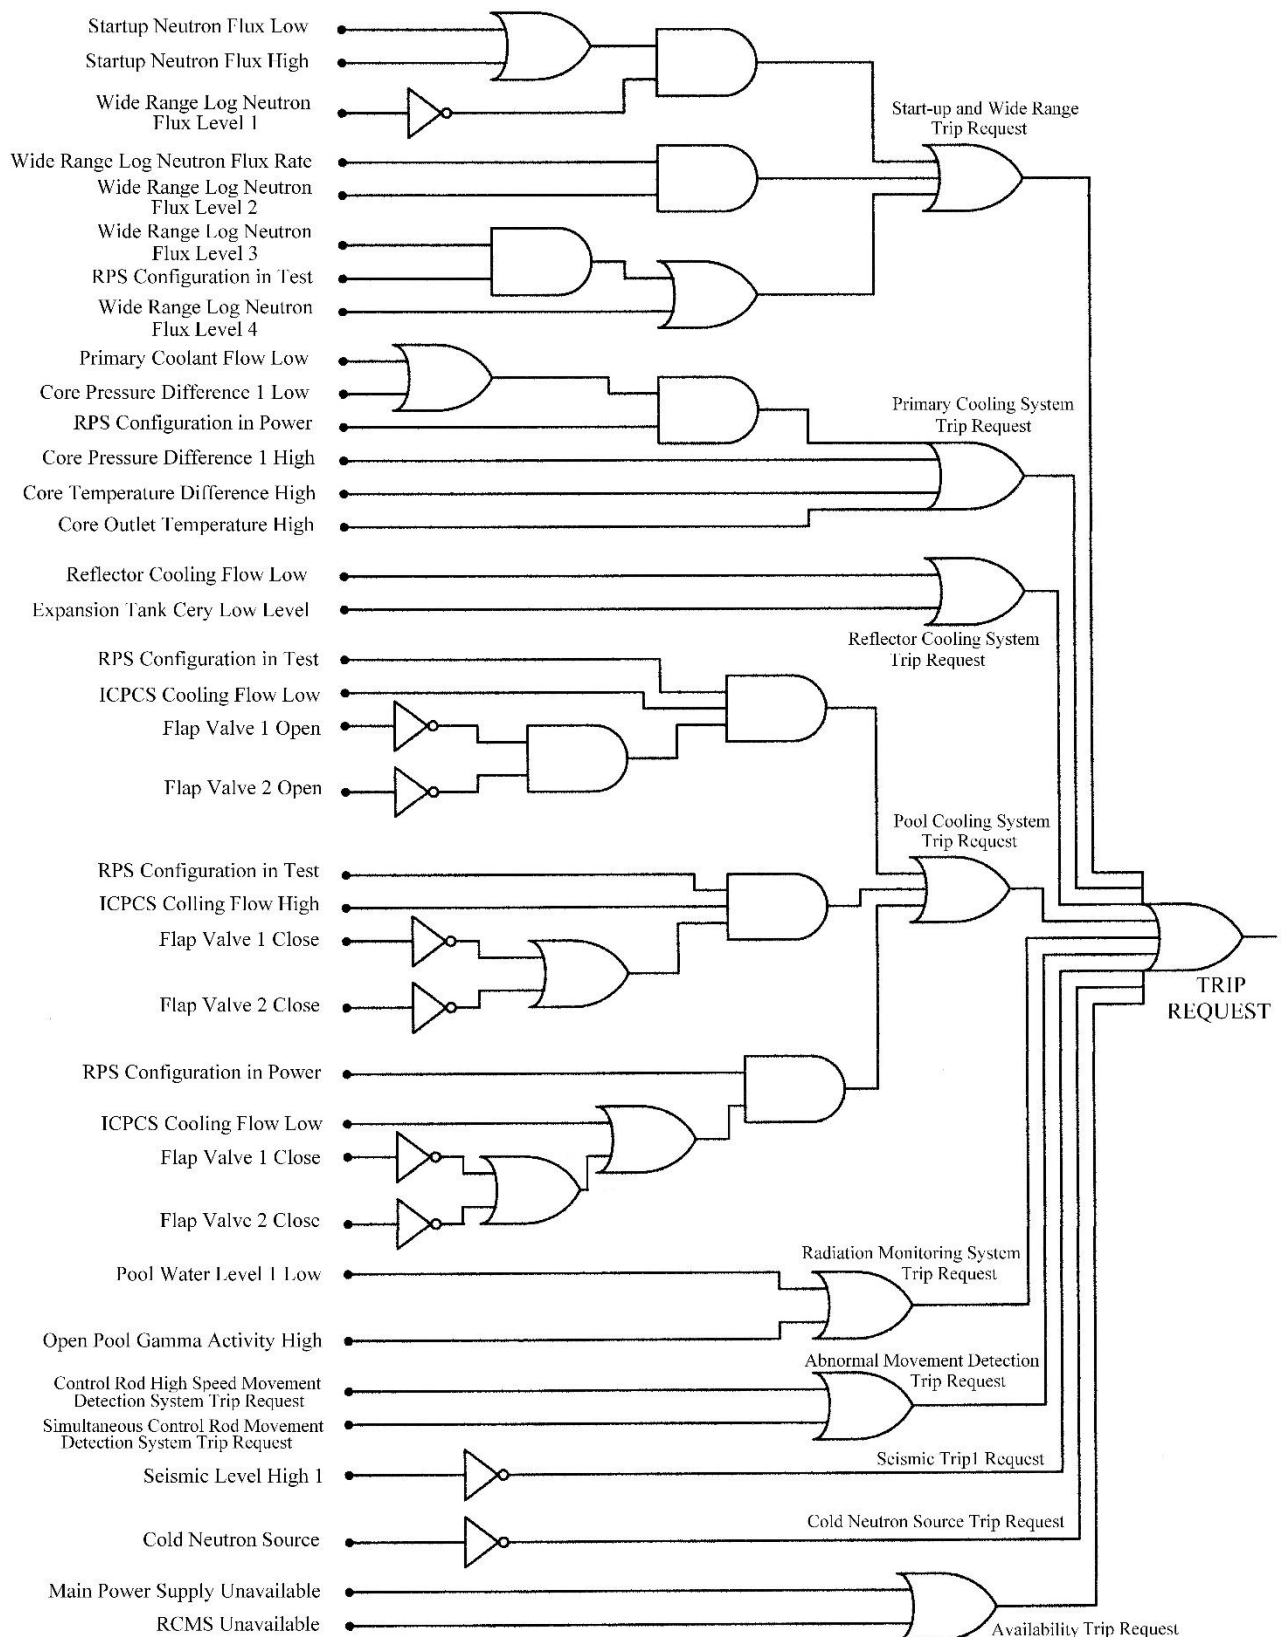 Startup Neutron Flux Low
Startup Neutron Flux High
Wide Range Log Neutron
Flux Level 1
Start-up and Wide Range
Trip Request
Wide Range Log Neutron Flux Rate
Wide Range Log Neutron
Flux Level 2
Wide Range Log Neutron
Flux Level 3
RPS Configuration in Test
Wide Range Log Neutron
Flux Level 4
Primary Coolant Flow Low
Core Pressure Difference 1 Low
RPS Configuration in Power
Primary Cooling System
Trip Request
Core Pressure Difference 1 High
Core Temperature Difference High
Core Outlet Temperature High
Reflector Cooling Flow Low
Expansion Tank Cery Low Level
Reflector Cooling System
Trip Request
RPS Configuration in Test
ICPCS Cooling Flow Low
Flap Valve 1 Open
Flap Valve 2 Open
Pool Cooling System
Trip Request
RPS Configuration in Test
ICPCS Colling Flow High
Flap Valve 1 Close
Flap Valve 2 Close
TRIP
REQUEST
RPS Configuration in Power
ICPCS Cooling Flow Low
Flap Valve 1 Close
Flap Valve 2 Close
Radiation Monitoring System
Trip Request
Pool Water Level 1 Low
Open Pool Gamma Activity High
Abnormal Movement Detection
Trip Request
Control Rod High Speed Movement
Detection System Trip Request
Simultaneous Control Rod Movement
Detection System Trip Request
Seismic Trip1 Request
Seismic Level High 1
Cold Neutron Source Trip Request
Cold Neutron Source
Main Power Supply Unavailable
RCMS Unavailable
Availability Trip Request